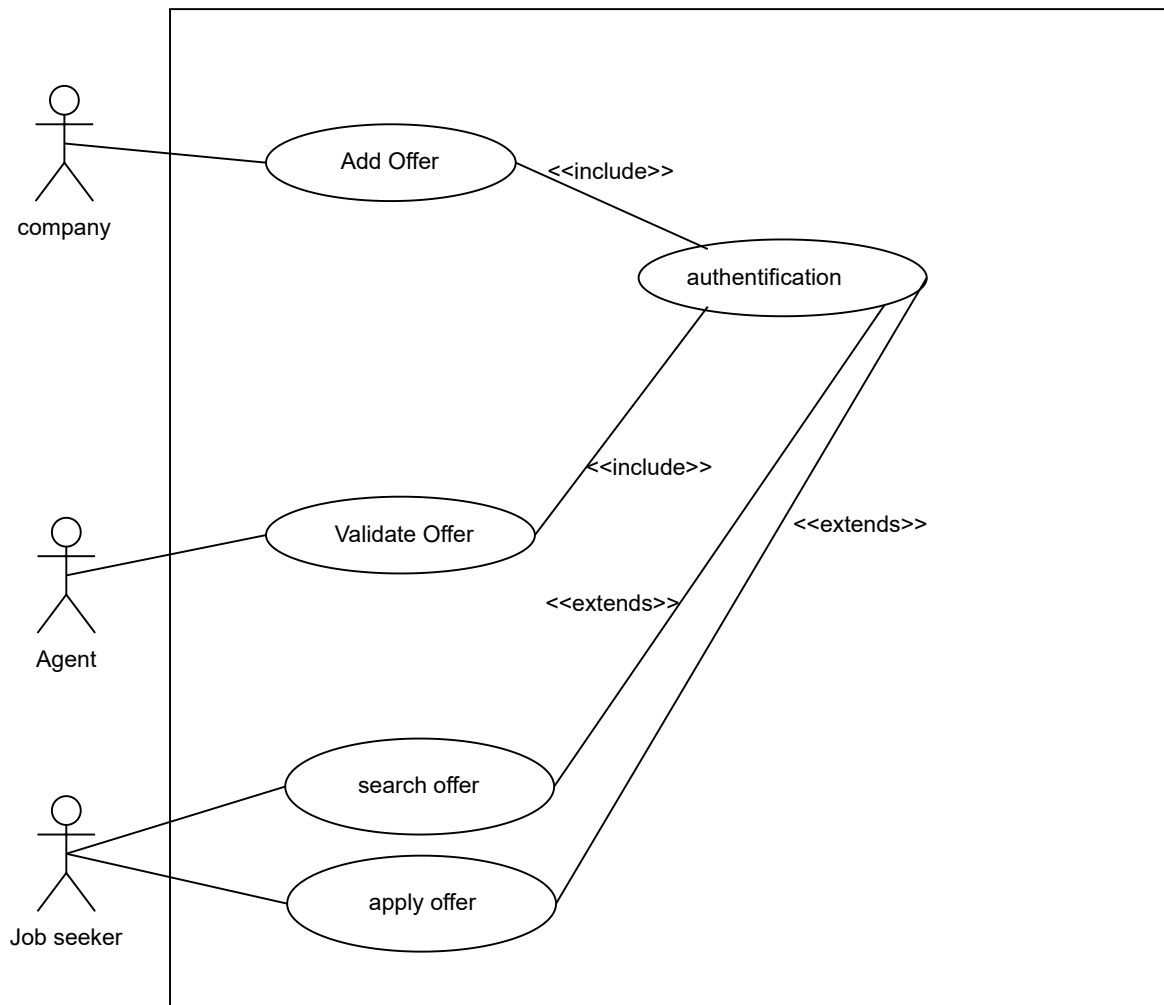 Add Offer
<<include>>
company
authentification
<<include>>
Validate Offer
<<extends>>
<<extends>>
Agent
search offer
apply offer
Job seeker